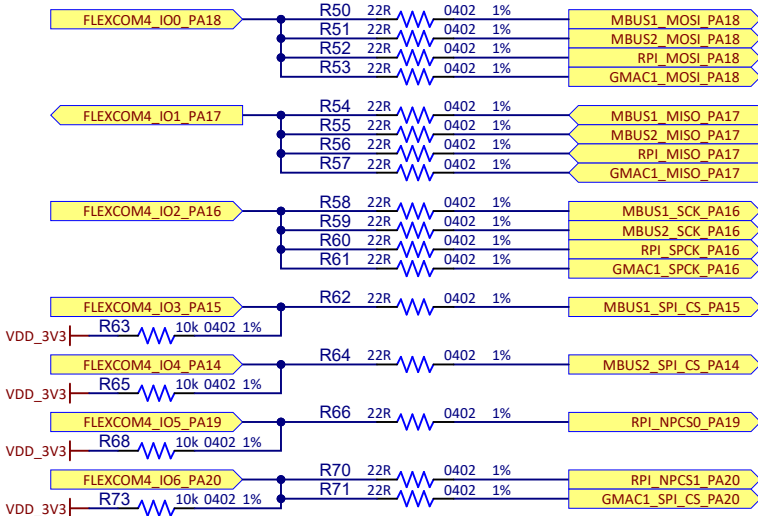 FLEXCOM4_IO0_PA18 R50 22R 0402 1% MBUS1_MOSI_PA18
R51 22R 0402 1% MBUS2_MOSI_PA18
R52 22R 0402 1% RPI_MOSI_PA18
R53 22R 0402 1% GMAC1_MOSI_PA18
FLEXCOM4_IO1_PA17 R54 22R 0402 1% MBUS1_MISO_PA17
R55 22R 0402 1% MBUS2_MISO_PA17
R56 22R 0402 1% RPI_MISO_PA17
R57 22R 0402 1% GMAC1_MISO_PA17
FLEXCOM4_IO2_PA16 R58 22R 0402 1% MBUS1_SCK_PA16
R59 22R 0402 1% MBUS2_SCK_PA16
R60 22R 0402 1% RPI_SPCK_PA16
R61 22R 0402 1% GMAC1_SPCK_PA16
FLEXCOM4_IO3_PA15 R62 22R 0402 1% MBUS1_SPI_CS_PA15
VDD_3V3 R63 10k 0402 1%
FLEXCOM4_IO4_PA14 R64 22R 0402 1% MBUS2_SPI_CS_PA14
VDD_3V3 R65 10k 0402 1%
FLEXCOM4_IO5_PA19 R66 22R 0402 1% RPI_NPCS0_PA19
VDD_3V3 R68 10k 0402 1%
FLEXCOM4_IO6_PA20 R70 22R 0402 1% RPI_NPCS1_PA20
R71 22R 0402 1% GMAC1_SPI_CS_PA20
VDD_3V3 R73 10k 0402 1%